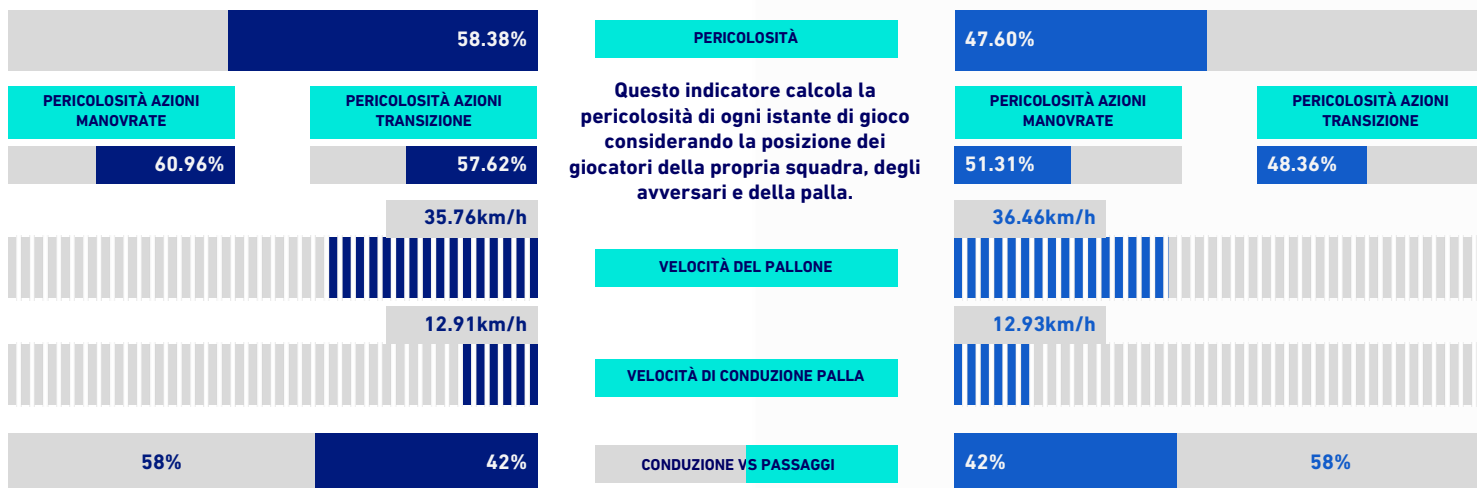 58.38%
PERICOLOSITÀ
47.60%
PERICOLOSITÀ AZIONI
MANOVRATE
PERICOLOSITÀ AZIONI
TRANSIZIONE
60.96%
57.62%
Questo indicatore calcola la
pericolosità di ogni istante di gioco
considerando la posizione dei
giocatori della propria squadra, degli
avversari e della palla.
PERICOLOSITÀ AZIONI
MANOVRATE
PERICOLOSITÀ AZIONI
TRANSIZIONE
51.31%
48.36%
35.76km/h
VELOCITÀ DEL PALLONE
36.46km/h
12.91km/h
VELOCITÀ DI CONDUZIONE PALLA
12.93km/h
58%
42%
CONDUZIONE VS PASSAGGI
42%
58%